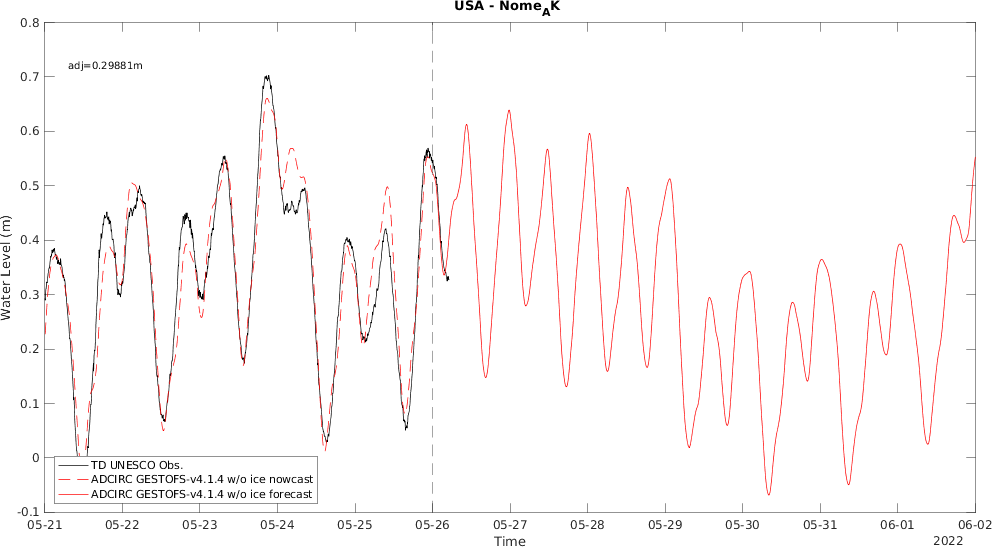 USA - Nome_AK
0.8
0.7
0.6
0.5
0.4
0.3
0.2
0.1
0
-0.1
Water Level (m)
adj=0.29881m
TD UNESCO Obs.
ADCIRC GESTOFS-v4.1.4 w/o ice nowcast
ADCIRC GESTOFS-v4.1.4 w/o ice forecast
05-21 05-22 05-23 05-24 05-25 05-26 05-27 05-28 05-29 05-30 05-31 06-01 06-02
Time
2022